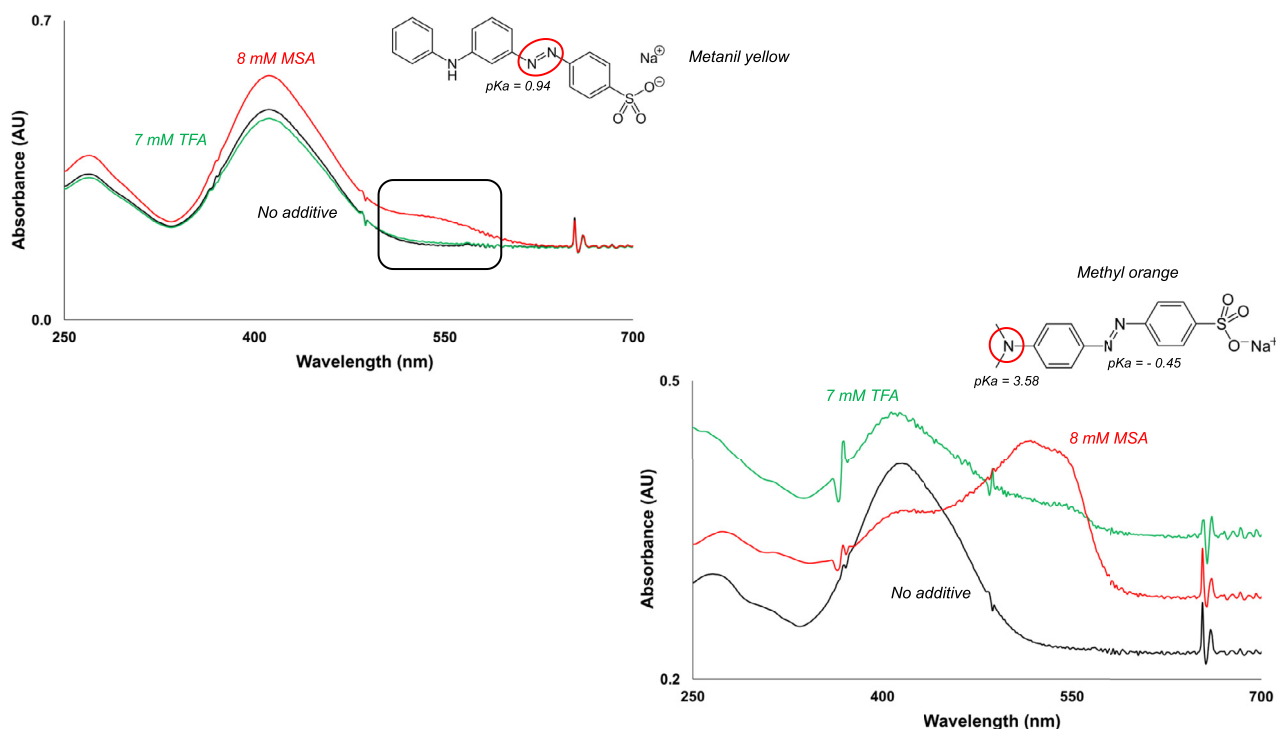 0.7
8 mM MSA
7 mM TFA
No additive
Absorbance (AU)
0.0
250
400
550
700
Wavelength (nm)
N
H
N
N
pKa = 0.94
S
O
O
O⁻
Na⁺
Metanil yellow
Methyl orange
N
pKa = 3.58
N
N
pKa = - 0.45
S
O
O
O⁻Na⁺
0.5
7 mM TFA
8 mM MSA
No additive
Absorbance (AU)
0.2
250
400
550
700
Wavelength (nm)